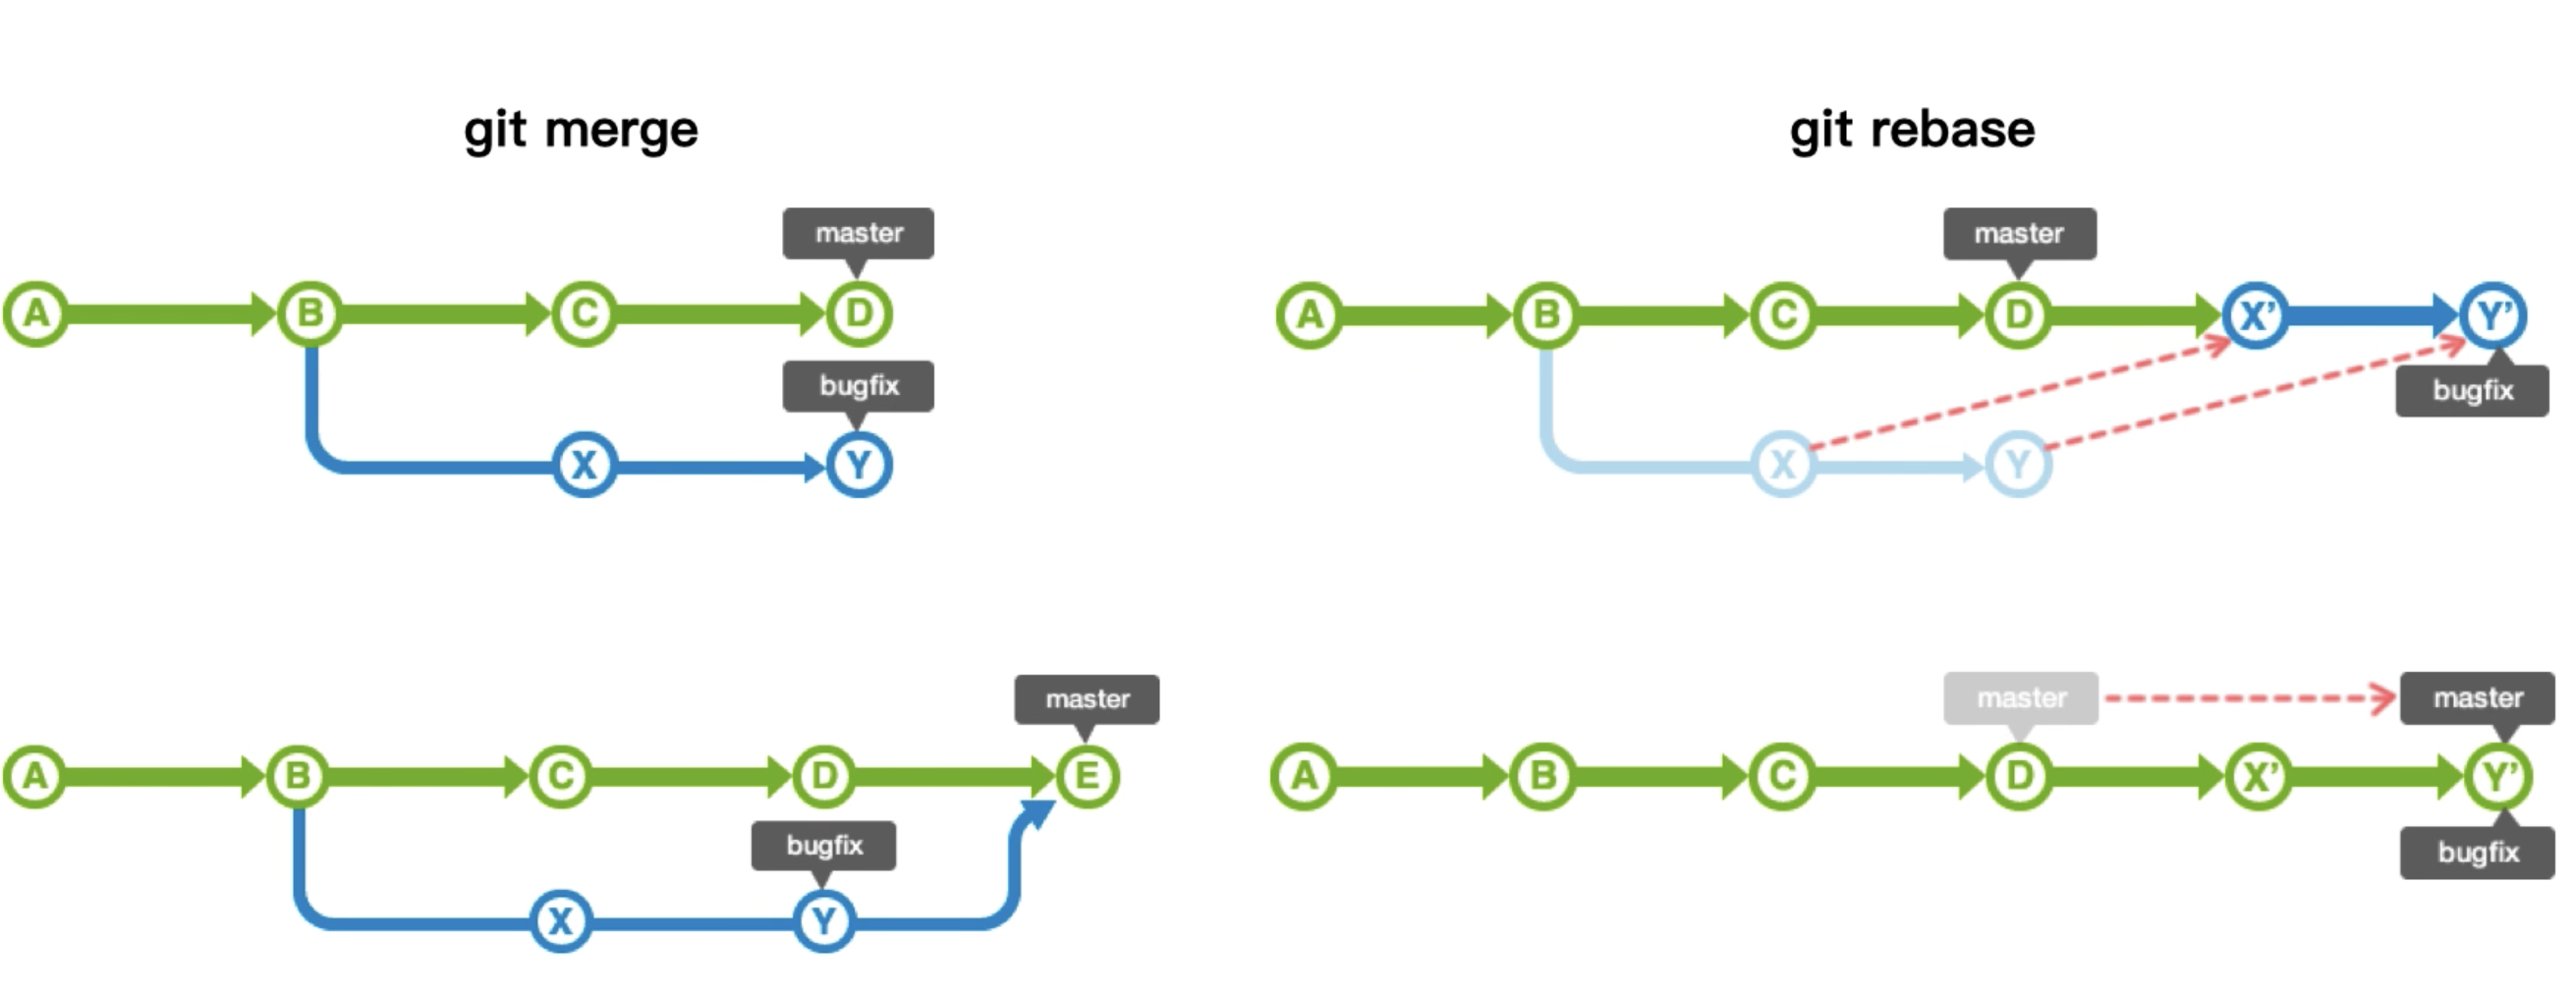 git merge
git rebase
master
A B C D
bugfix
X Y
master
A B C D X’ Y’
bugfix
X Y
master
A B C D E
bugfix
X Y
master master
A B C D X’ Y’
bugfix